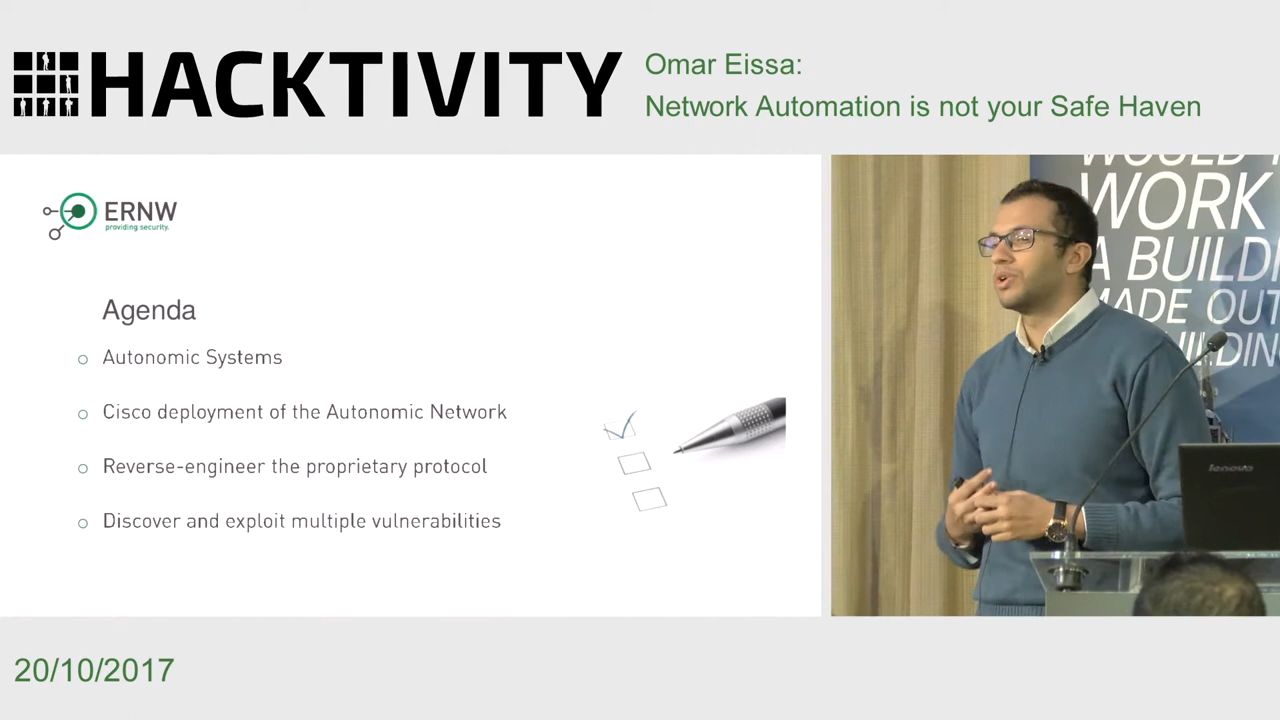 HACKTIVITY
Omar Eissa:
Network Automation is not your Safe Haven
ERNW
providing security.
Agenda
Autonomic Systems
Cisco deployment of the Autonomic Network
Reverse-engineer the proprietary protocol
Discover and exploit multiple vulnerabilities
WORK
A BUILDI
MADE OUT
lenovo
20/10/2017